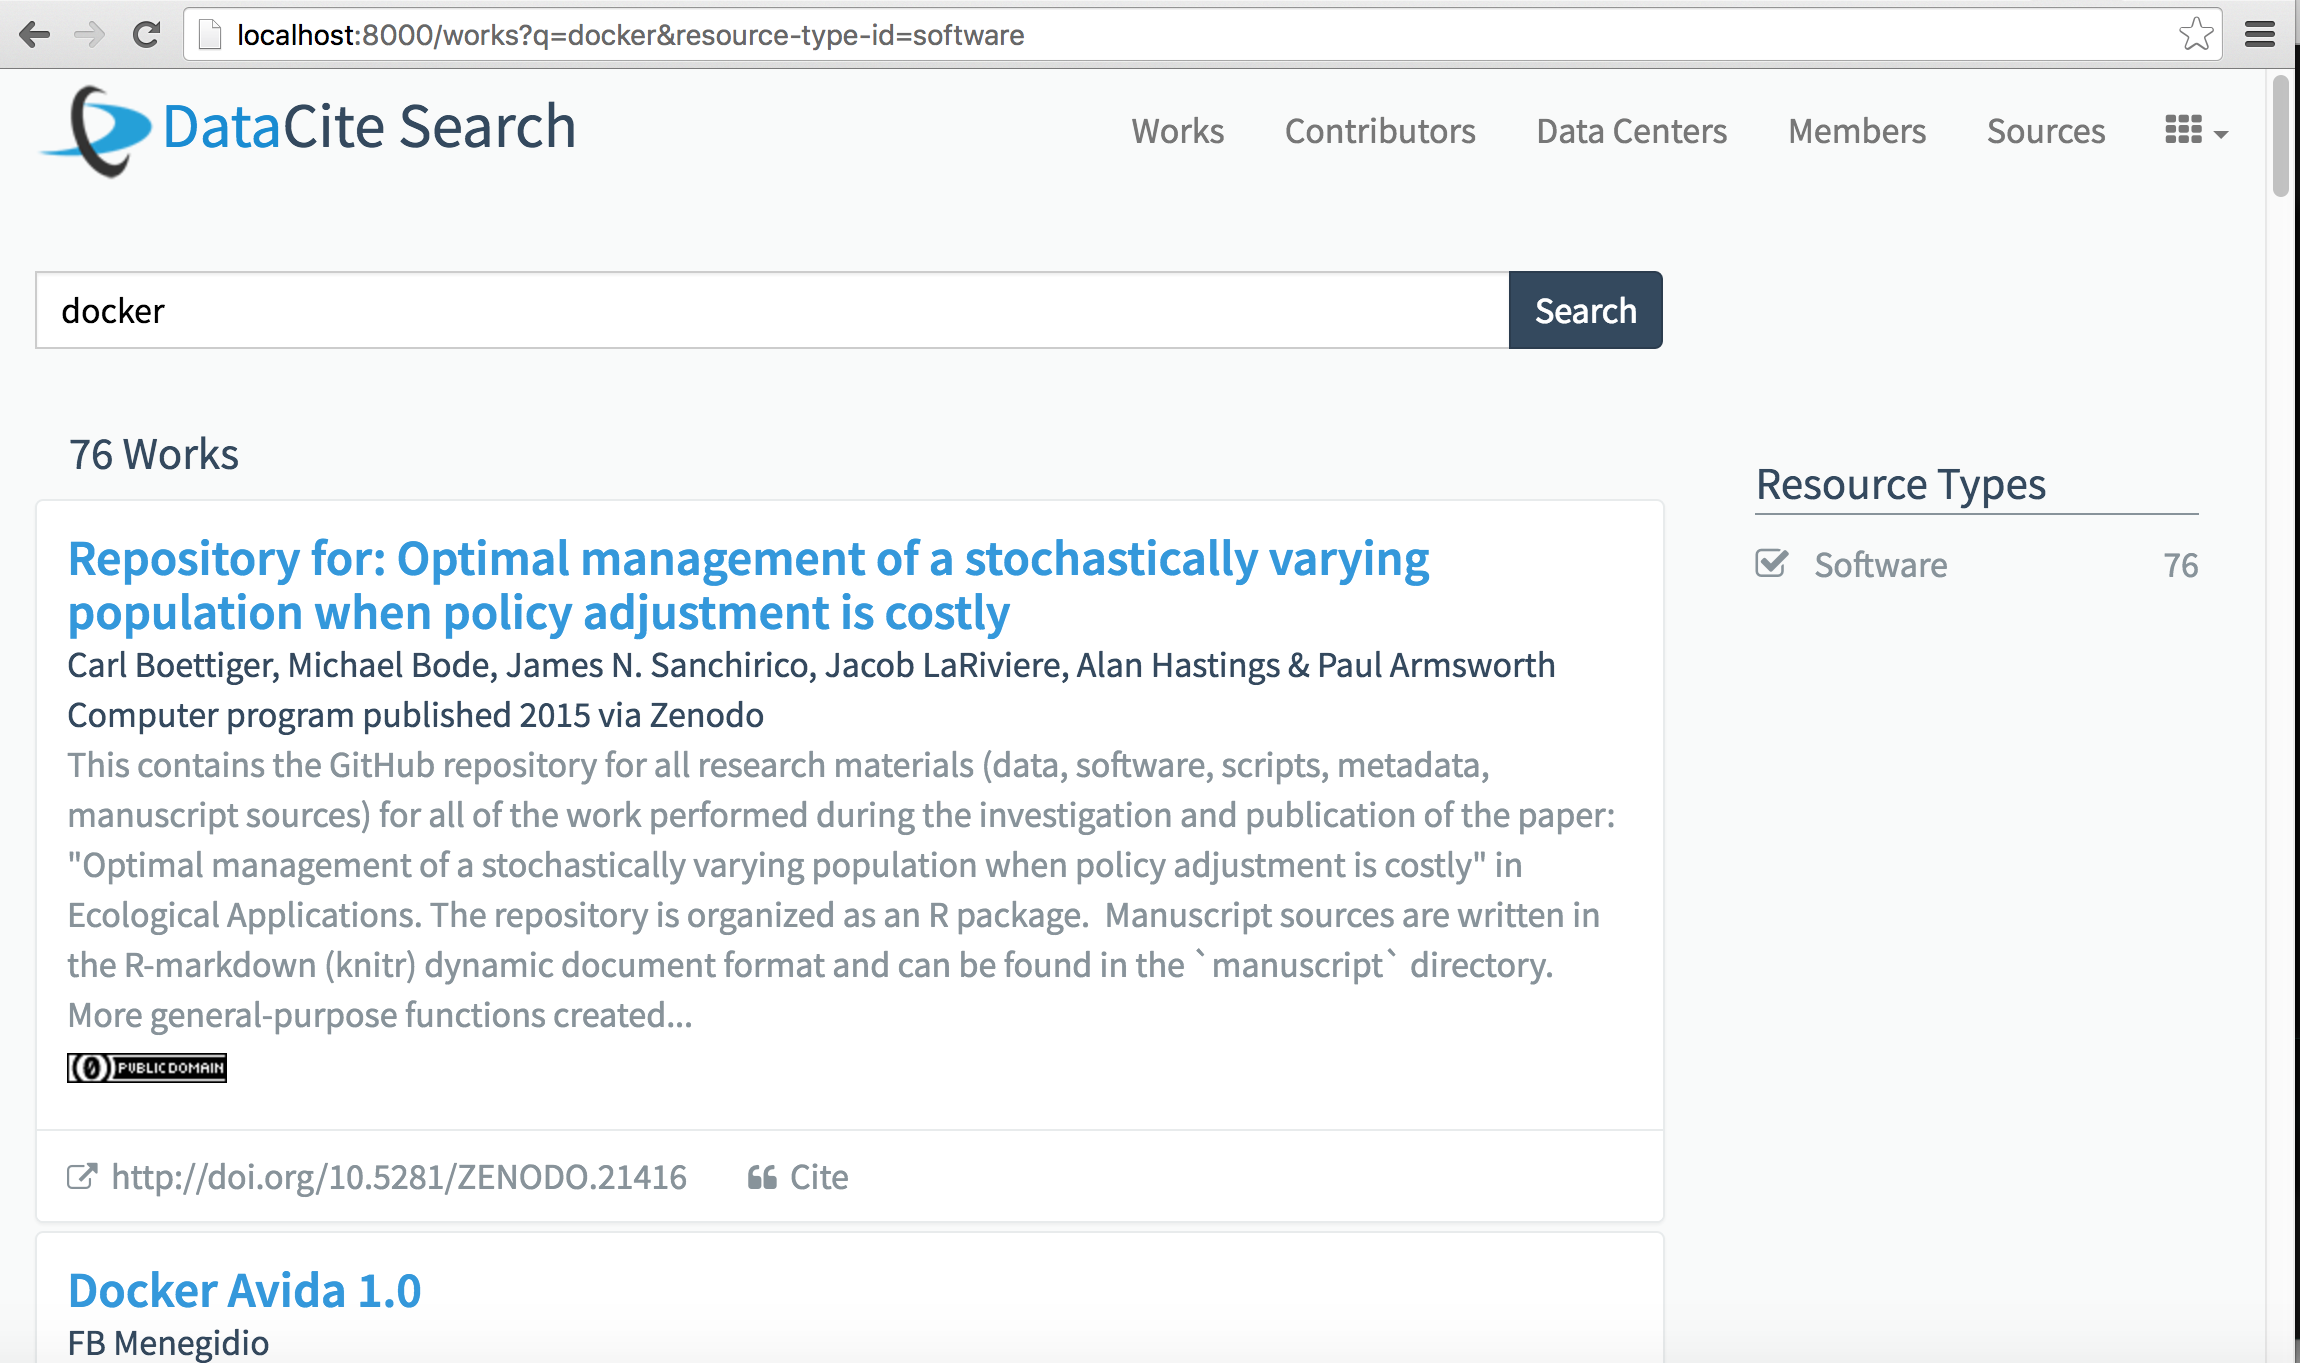 localhost:8000/works?q=docker&resource-type-id=software
DataCite Search
Works Contributors Data Centers Members Sources
docker
Search
76 Works
Resource Types
Software 76
Repository for: Optimal management of a stochastically varying
population when policy adjustment is costly
Carl Boettiger, Michael Bode, James N. Sanchirico, Jacob LaRiviere, Alan Hastings & Paul Armsworth
Computer program published 2015 via Zenodo
This contains the GitHub repository for all research materials (data, software, scripts, metadata,
manuscript sources) for all of the work performed during the investigation and publication of the paper:
"Optimal management of a stochastically varying population when policy adjustment is costly" in
Ecological Applications. The repository is organized as an R package.  Manuscript sources are written in
the R-markdown (knitr) dynamic document format and can be found in the `manuscript` directory.
More general-purpose functions created...
PUBLIC DOMAIN
http://doi.org/10.5281/ZENODO.21416 Cite
Docker Avida 1.0
FB Menegidio